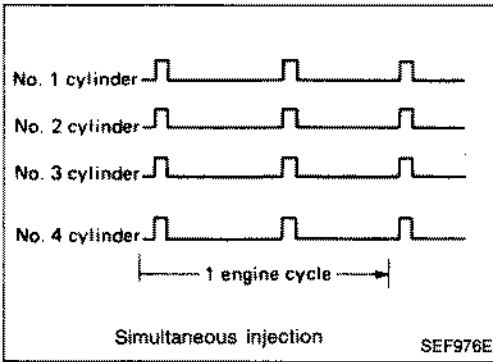 No. 1 cylinder
No. 2 cylinder
No. 3 cylinder
No. 4 cylinder
1 engine cycle
Simultaneous injection
SEF976E